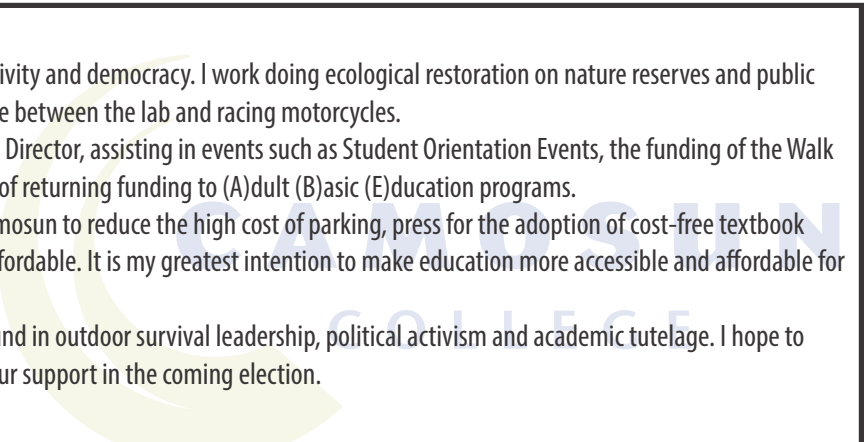 ivity and democracy. I work doing ecological restoration on nature reserves and public
e between the lab and racing motorcycles.
Director, assisting in events such as Student Orientation Events, the funding of the Walk
of returning funding to (A)dult (B)asic (E)ducation programs.
mosun to reduce the high cost of parking, press for the adoption of cost-free textbook
CAMOSUN
fordable. It is my greatest intention to make education more accessible and affordable for
COLLEGE
nd in outdoor survival leadership, political activism and academic tutelage. I hope to
ur support in the coming election.